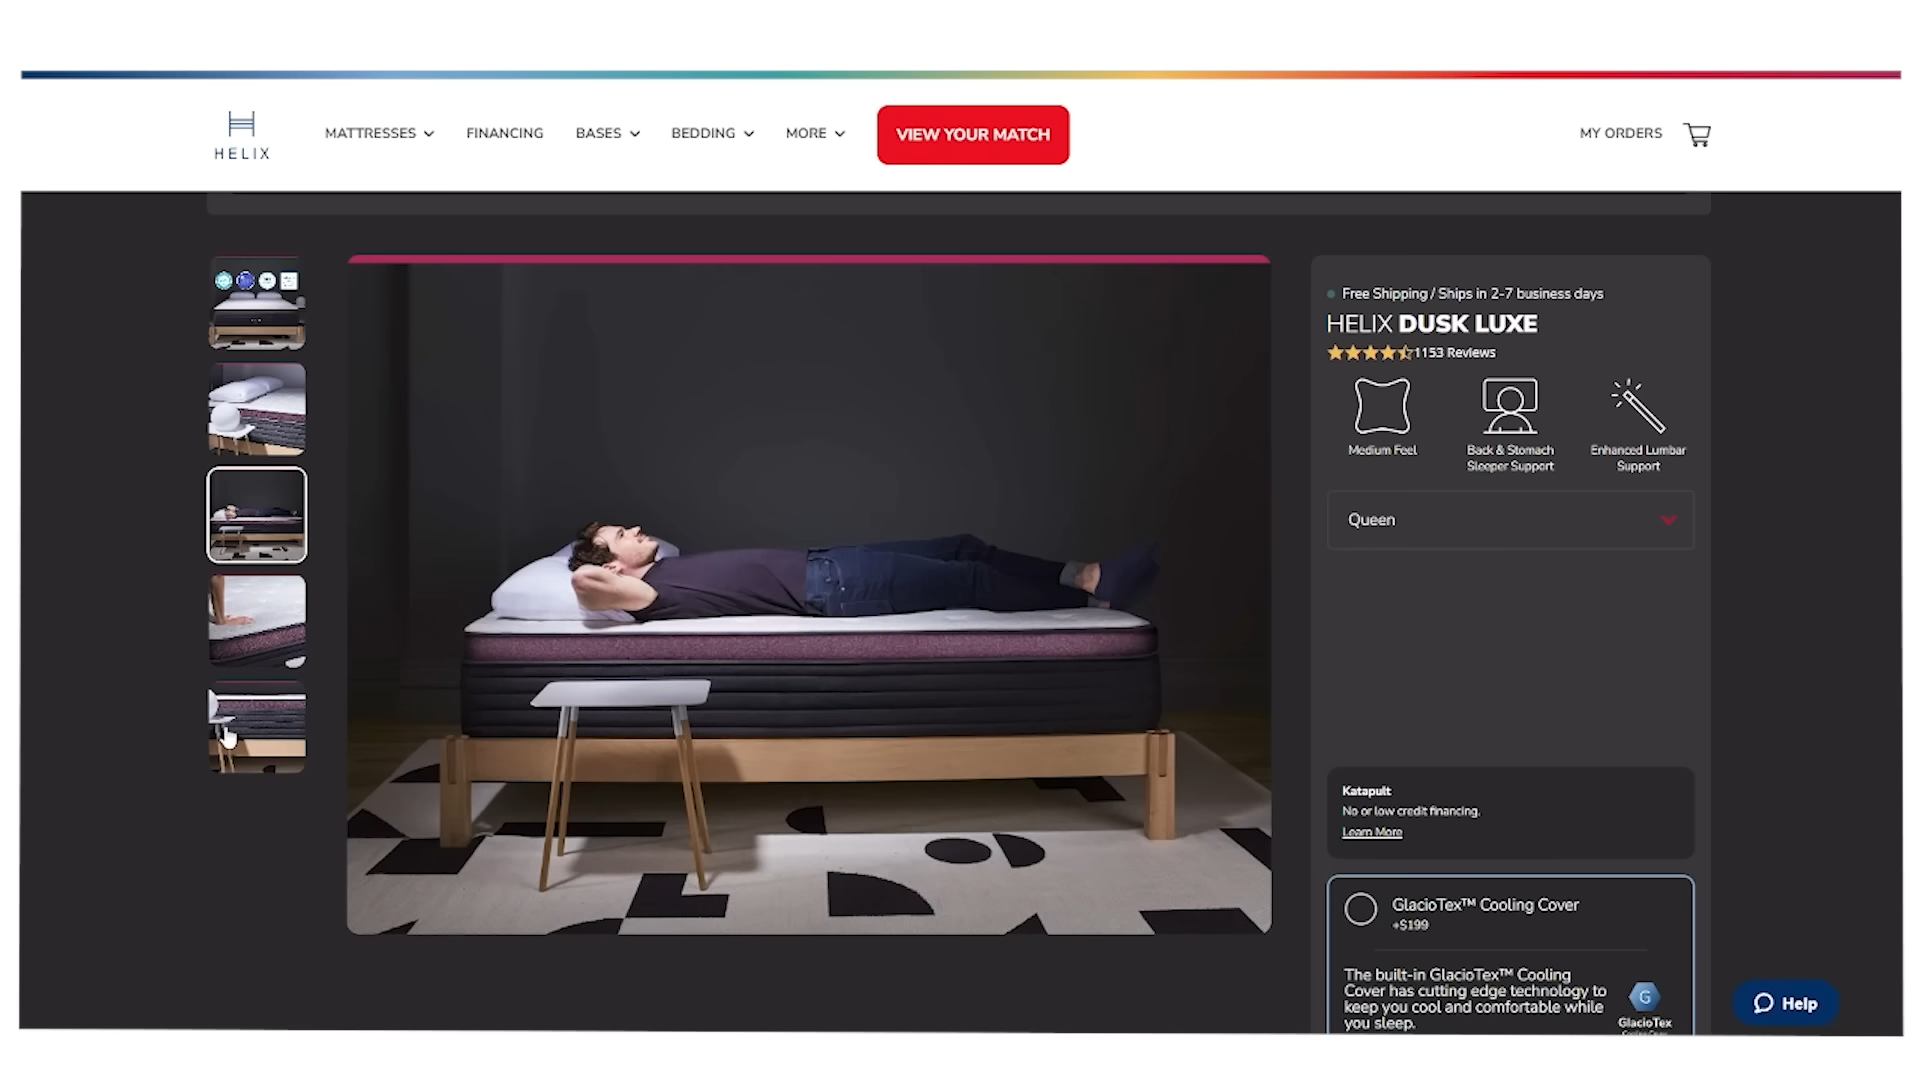 HELIX
MATTRESSES
FINANCING
BASES
BEDDING
MORE
VIEW YOUR MATCH
MY ORDERS
Free Shipping / Ships in 2-7 business days
HELIX DUSK LUXE
1153 Reviews
Medium Feel
Back & Stomach
Sleeper Support
Enhanced Lumbar
Support
Queen
Katapult
No or low credit financing.
Learn More
GlacioTex™ Cooling Cover
+$199
The built-in GlacioTex™ Cooling
Cover has cutting edge technology to
keep you cool and comfortable while
you sleep.
G
GlacioTex
Help